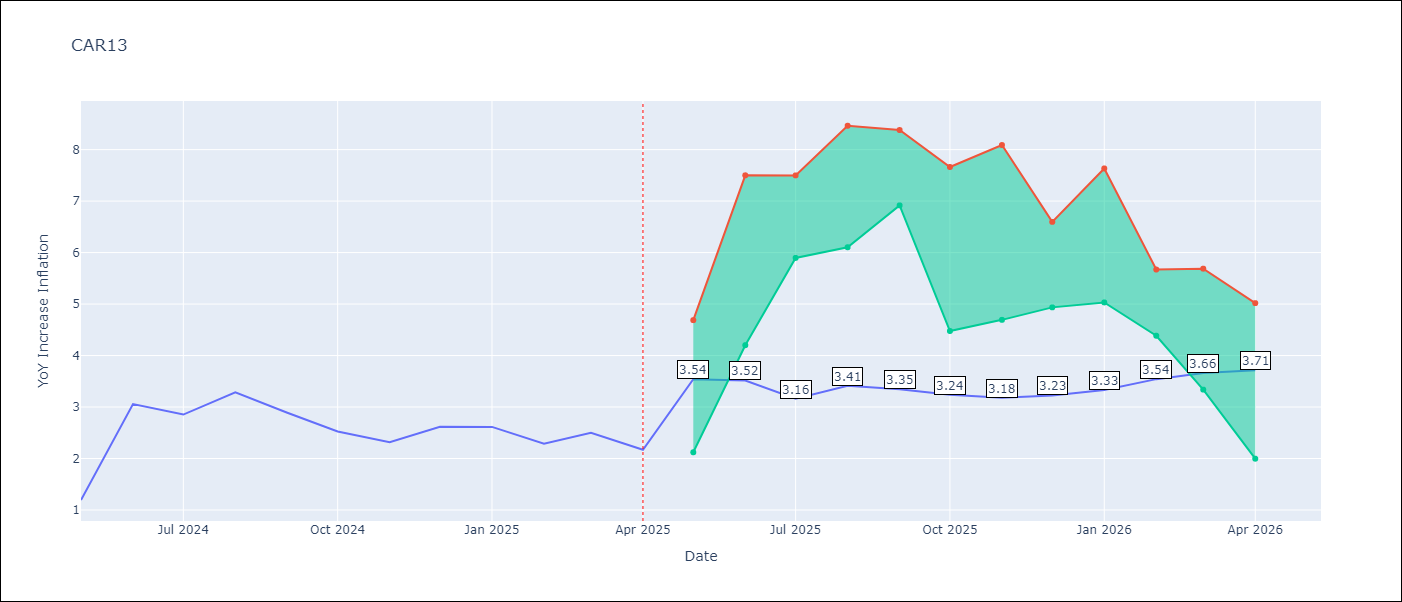 CAR13
YoY Increase Inflation
8
7
6
5
4
3
2
1
3.54
3.52
3.16
3.41
3.35
3.24
3.18
3.23
3.33
3.54
3.66
3.71
Jul 2024
Oct 2024
Jan 2025
Apr 2025
Jul 2025
Oct 2025
Jan 2026
Apr 2026
Date